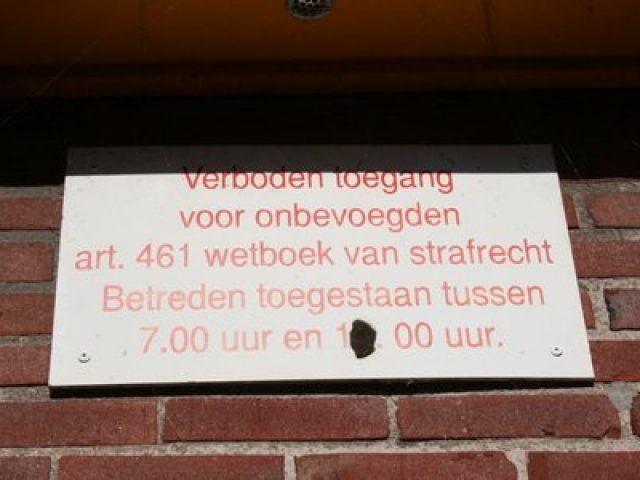 Verboden toegang
voor onbevoegden
art. 461 wetboek van strafrecht
Betreden toegestaan tussen
7.00 uur en 00 uur.